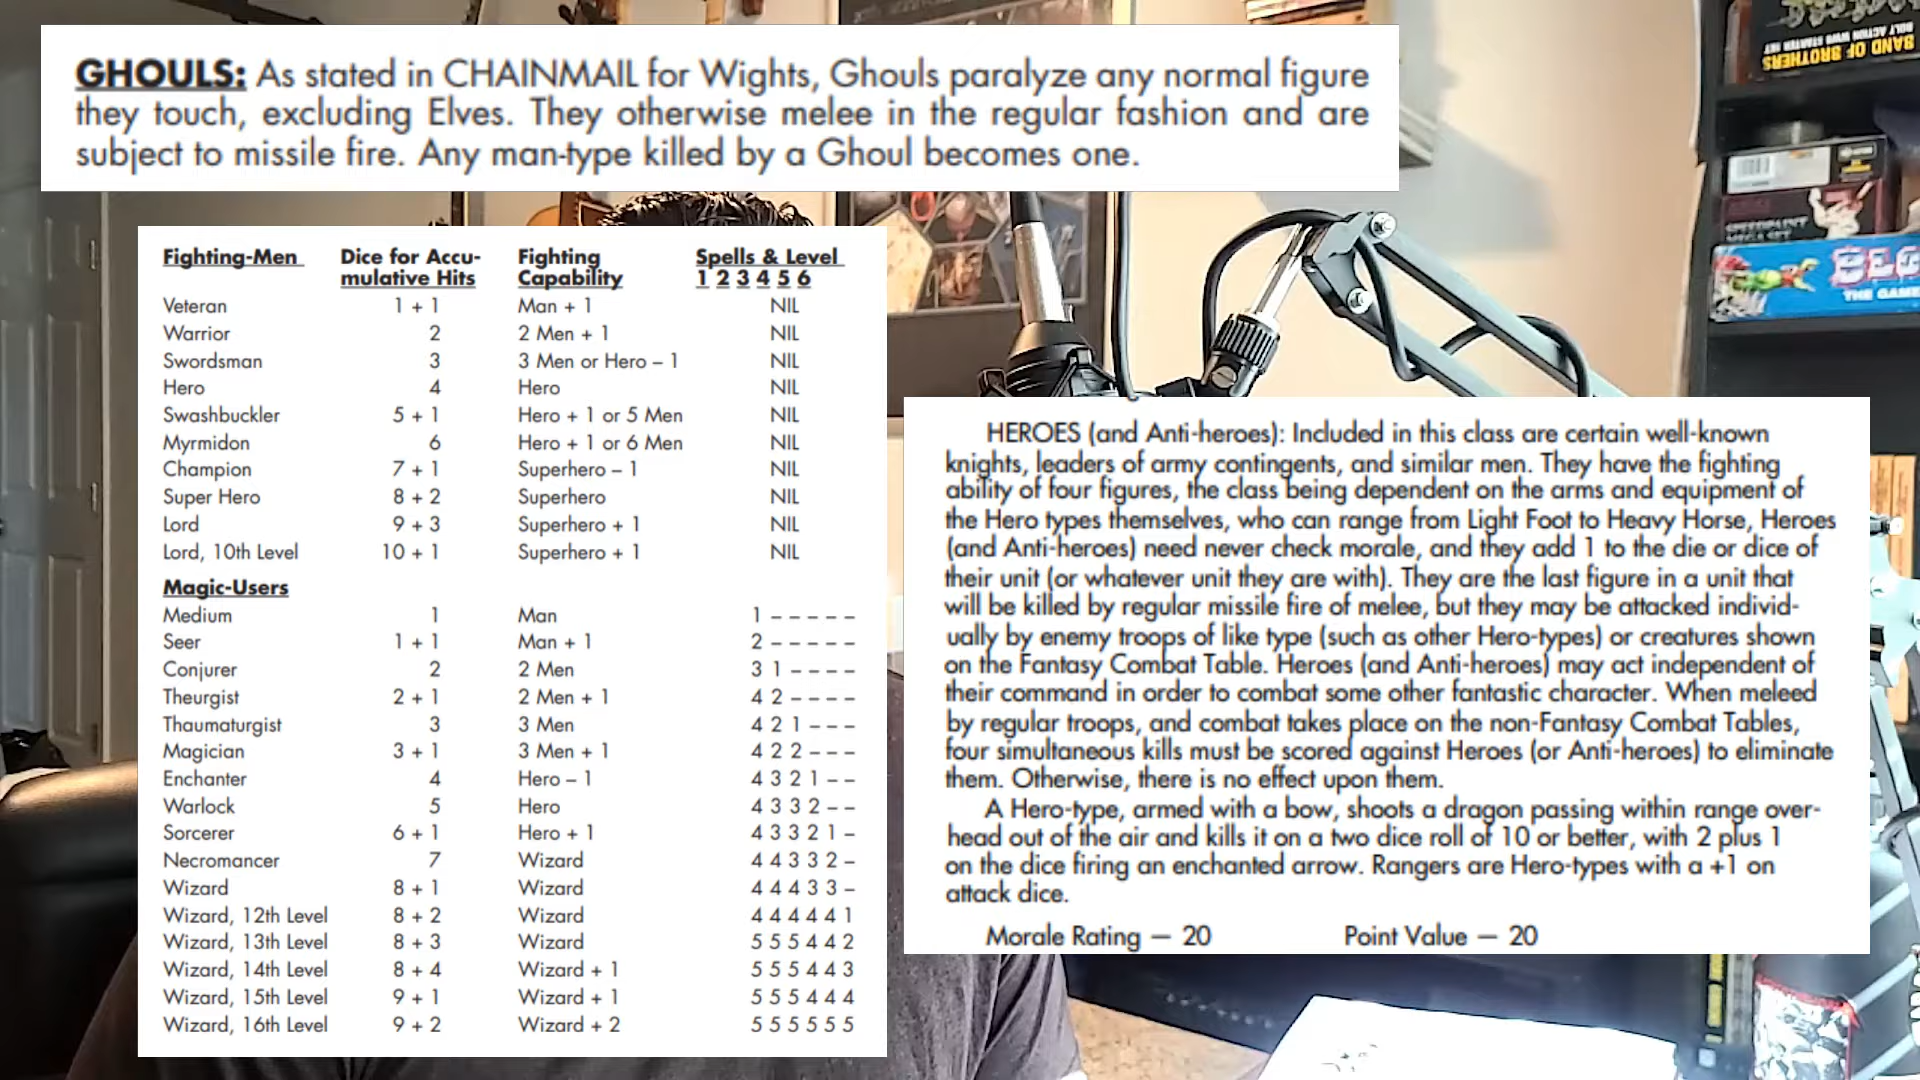 GHOULS: As stated in CHAINMAIL for Wights, Ghouls paralyze any normal figure
they touch, excluding Elves. They otherwise melee in the regular fashion and are
subject to missile fire. Any man-type killed by a Ghoul becomes one.
Fighting-Men Dice for Accu- Fighting Spells & Level
mulative Hits Capability 1 2 3 4 5 6
Veteran 1 + 1 Man + 1 NIL
Warrior 2 2 Men + 1 NIL
Swordsman 3 3 Men or Hero – 1 NIL
Hero 4 Hero NIL
Swashbuckler 5 + 1 Hero + 1 or 5 Men NIL
Myrmidon 6 Hero + 1 or 6 Men NIL
Champion 7 + 1 Superhero – 1 NIL
Super Hero 8 + 2 Superhero NIL
Lord 9 + 3 Superhero + 1 NIL
Lord, 10th Level 10 + 1 Superhero + 1 NIL
Magic-Users
Medium 1 Man 1 – – – – –
Seer 1 + 1 Man + 1 2 – – – – –
Conjurer 2 2 Men 3 1 – – – –
Theurgist 2 + 1 2 Men + 1 4 2 – – – –
Thaumaturgist 3 3 Men 4 2 1 – – –
Magician 3 + 1 3 Men + 1 4 2 2 – – –
Enchanter 4 Hero – 1 4 3 2 1 – –
Warlock 5 Hero 4 3 3 2 – –
Sorcerer 6 + 1 Hero + 1 4 3 3 2 1 –
Necromancer 7 Wizard 4 4 3 3 2 –
Wizard 8 + 1 Wizard 4 4 4 3 3 –
Wizard, 12th Level 8 + 2 Wizard 4 4 4 4 4 1
Wizard, 13th Level 8 + 3 Wizard 5 5 5 4 4 2
Wizard, 14th Level 8 + 4 Wizard + 1 5 5 5 4 4 3
Wizard, 15th Level 9 + 1 Wizard + 1 5 5 5 4 4 4
Wizard, 16th Level 9 + 2 Wizard + 2 5 5 5 5 5 5
HEROES (and Anti-heroes): Included in this class are certain well-known
knights, leaders of army contingents, and similar men. They have the fighting
ability of four figures, the class being dependent on the arms and equipment of
the Hero types themselves, who can range from Light Foot to Heavy Horse, Heroes
(and Anti-heroes) need never check morale, and they add 1 to the die or dice of
their unit (or whatever unit they are with). They are the last figure in a unit that
will be killed by regular missile fire of melee, but they may be attacked individ-
ually by enemy troops of like type (such as other Hero-types) or creatures shown
on the Fantasy Combat Table. Heroes (and Anti-heroes) may act independent of
their command in order to combat some other fantastic character. When meleed
by regular troops, and combat takes place on the non-Fantasy Combat Tables,
four simultaneous kills must be scored against Heroes (or Anti-heroes) to eliminate
them. Otherwise, there is no effect upon them.
A Hero-type, armed with a bow, shoots a dragon passing within range over-
head out of the air and kills it on a two dice roll of 10 or better, with 2 plus 1
on the dice firing an enchanted arrow. Rangers are Hero-types with a +1 on
attack dice.
Morale Rating — 20 Point Value — 20
BAND OF BROTHERS
BOLT ACTION WW2 STARTER SET
THE GAME